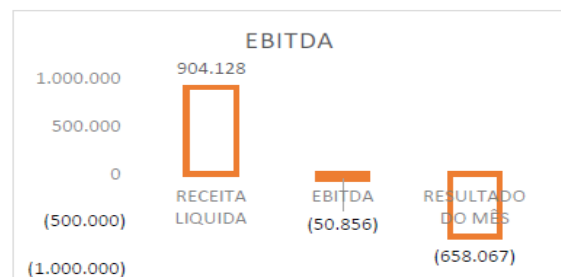 EBITDA
904.128
1.000.000
500.000
0
RECEITA LIQUIDA
EBITDA
RESULTADO DO MÊS
(50.856)
(500.000)
(658.067)
(1.000.000)